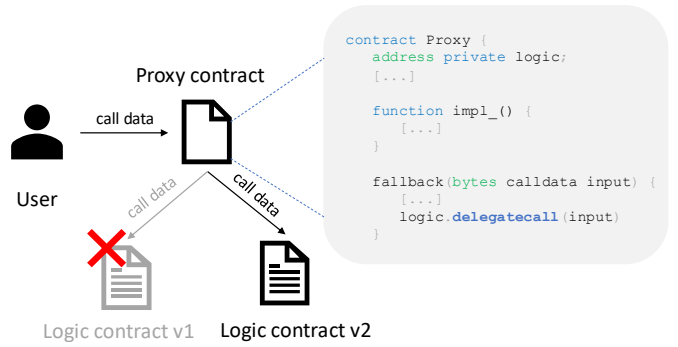 Proxy contract
call data
User
call data
call data
Logic contract v1
Logic contract v2
contract Proxy {
address private logic;
[...]
function impl_() {
[...]
}
fallback(bytes calldata input) {
[...]
logic.delegatecall(input)
}